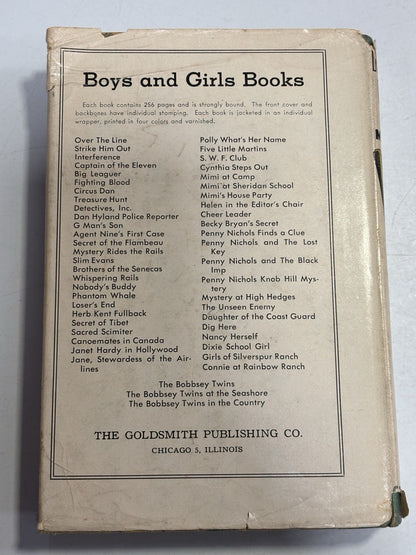 Boys and Girls Books
Each book contains 256 pages and is strongly bound. The front cover and
backbones have individual stamping. Each book is jacketed in an individual
wrapper, printed in four colors and varnished.
Over The Line
Strike Him Out
Interference
Captain of the Eleven
Big Leaguer
Fighting Blood
Circus Dan
Treasure Hunt
Detectives, Inc.
Dan Hyland Police Reporter
G Man's Son
Agent Nine's First Case
Secret of the Flambeau
Mystery Rides the Rails
Slim Evans
Brothers of the Senecas
Whispering Rails
Nobody's Buddy
Phantom Whale
Loser's End
Herb Kent Fullback
Secret of Tibet
Sacred Scimiter
Canoemates in Canada
Janet Hardy in Hollywood
Jane, Stewardess of the Air-
lines
Polly What's Her Name
Five Little Martins
S. W. F. Club
Cynthia Steps Out
Mimi at Camp
Mimi at Sheridan School
Mimi's House Party
Helen in the Editor's Chair
Cheer Leader
Becky Bryan's Secret
Penny Nichols Finds a Clue
Penny Nichols and The Lost
Key
Penny Nichols and The Black
Imp
Penny Nichols Knob Hill Mys-
tery
Mystery at High Hedges
The Unseen Enemy
Daughter of the Coast Guard
Dig Here
Nancy Herself
Dixie School Girl
Girls of Silverspur Ranch
Connie at Rainbow Ranch
The Bobbsey Twins
The Bobbsey Twins at the Seashore
The Bobbsey Twins in the Country
THE GOLDSMITH PUBLISHING CO.
CHICAGO 5, ILLINOIS